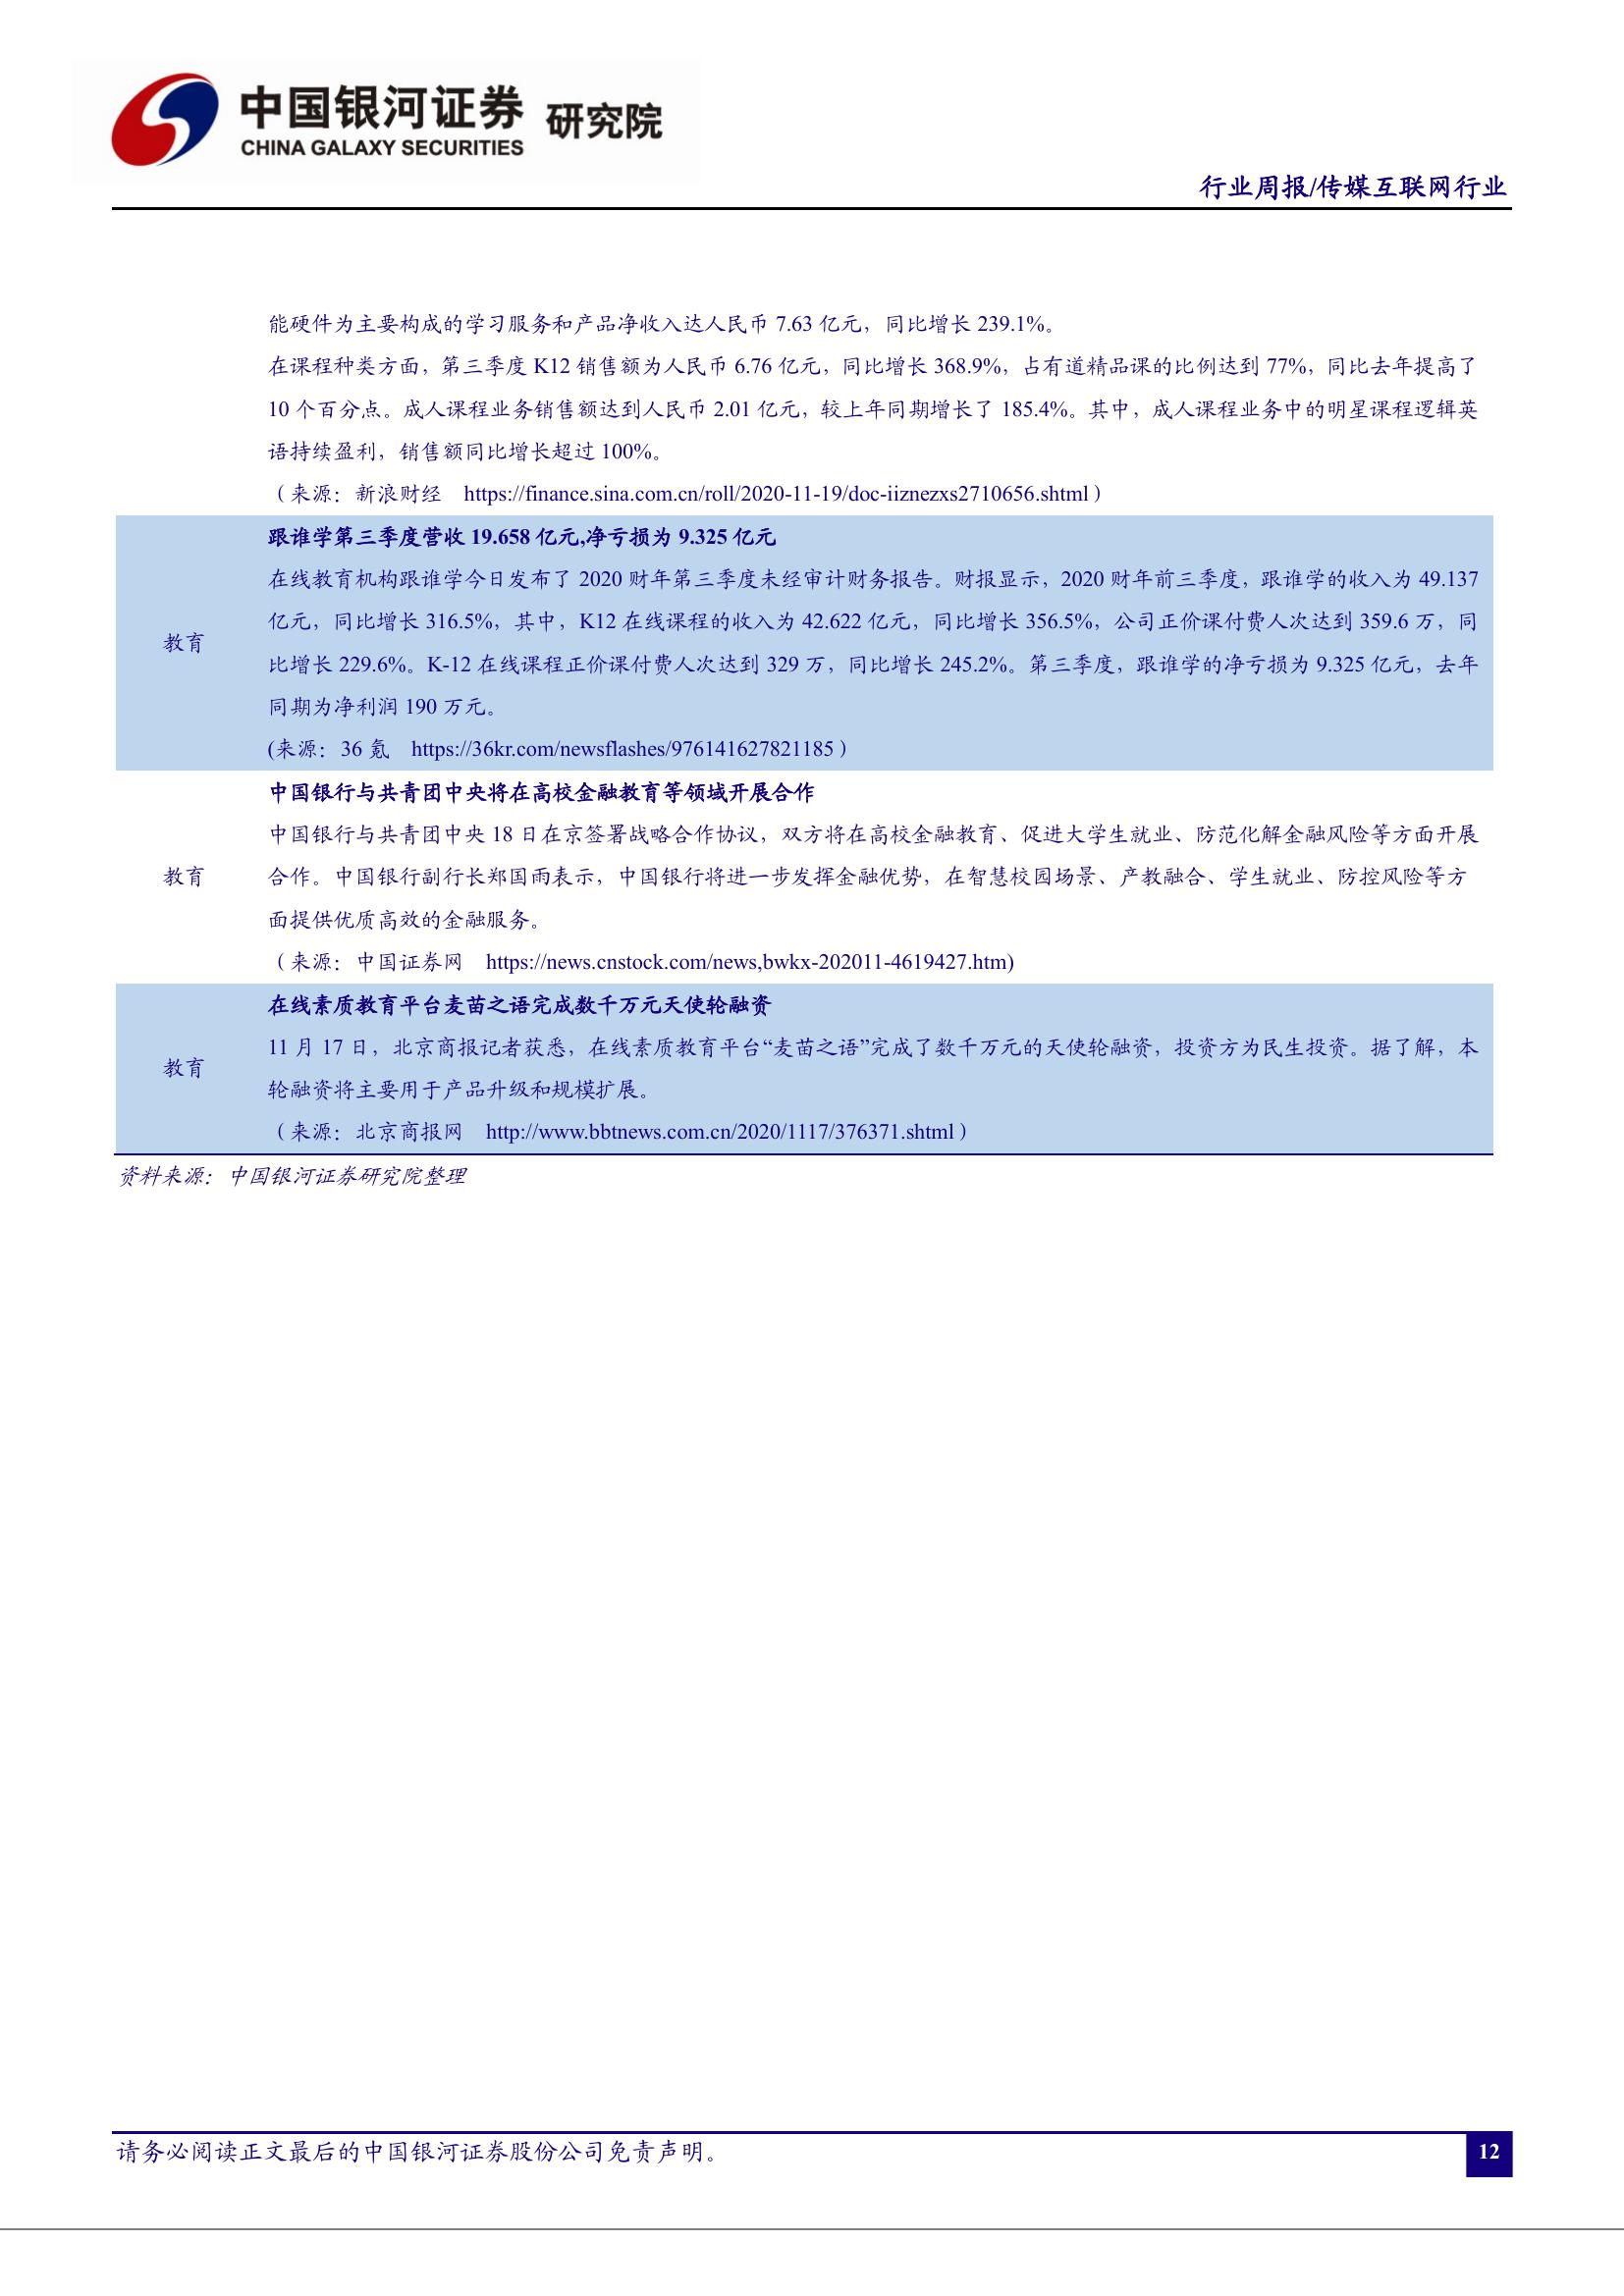 中国银河证券 研究院
CHINA GALAXY SECURITIES
行业周报/传媒互联网行业
能硬件为主要构成的学习服务和产品净收入达人民币 7.63 亿元，同比增长 239.1%。
在课程种类方面，第三季度 K12 销售额为人民币 6.76 亿元，同比增长 368.9%，占有道精品课的比例达到 77%，同比去年提高了
10 个百分点。成人课程业务销售额达到人民币 2.01 亿元，较上年同期增长了 185.4%。其中，成人课程业务中的明星课程逻辑英
语持续盈利，销售额同比增长超过 100%。
（来源：新浪财经 https://finance.sina.com.cn/roll/2020-11-19/doc-iiznezxs2710656.shtml）
跟谁学第三季度营收 19.658 亿元,净亏损为 9.325 亿元
在线教育机构跟谁学今日发布了 2020 财年第三季度未经审计财务报告。财报显示，2020 财年前三季度，跟谁学的收入为 49.137
亿元，同比增长 316.5%，其中，K12 在线课程的收入为 42.622 亿元，同比增长 356.5%，公司正价课付费人次达到 359.6 万，同
教育
比增长 229.6%。K-12 在线课程正价课付费人次达到 329 万，同比增长 245.2%。第三季度，跟谁学的净亏损为 9.325 亿元，去年
同期为净利润 190 万元。
(来源：36 氪 https://36kr.com/newsflashes/976141627821185）
中国银行与共青团中央将在高校金融教育等领域开展合作
中国银行与共青团中央 18 日在京签署战略合作协议，双方将在高校金融教育、促进大学生就业、防范化解金融风险等方面开展
教育
合作。中国银行副行长郑国雨表示，中国银行将进一步发挥金融优势，在智慧校园场景、产教融合、学生就业、防控风险等方
面提供优质高效的金融服务。
（来源：中国证券网 https://news.cnstock.com/news,bwkx-202011-4619427.htm)
在线素质教育平台麦苗之语完成数千万元天使轮融资
11 月 17 日，北京商报记者获悉，在线素质教育平台“麦苗之语”完成了数千万元的天使轮融资，投资方为民生投资。据了解，本
教育
轮融资将主要用于产品升级和规模扩展。
（来源：北京商报网 http://www.bbtnews.com.cn/2020/1117/376371.shtml）
资料来源：中国银河证券研究院整理
请务必阅读正文最后的中国银河证券股份公司免责声明。
12